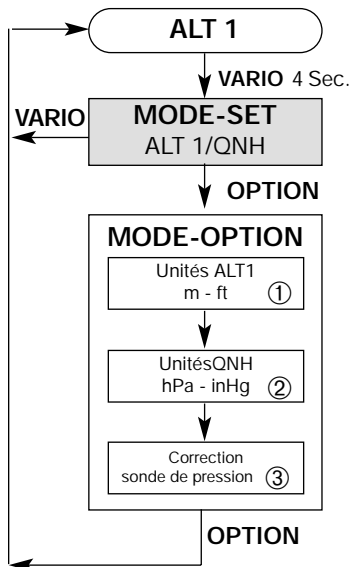 ALT 1
VARIO 4 Sec.
VARIO
MODE-SET
ALT 1/QNH
OPTION
MODE-OPTION
Unités ALT1
m - ft ①
UnitésQNH
hPa - inHg ②
Correction
sonde de pression ③
OPTION